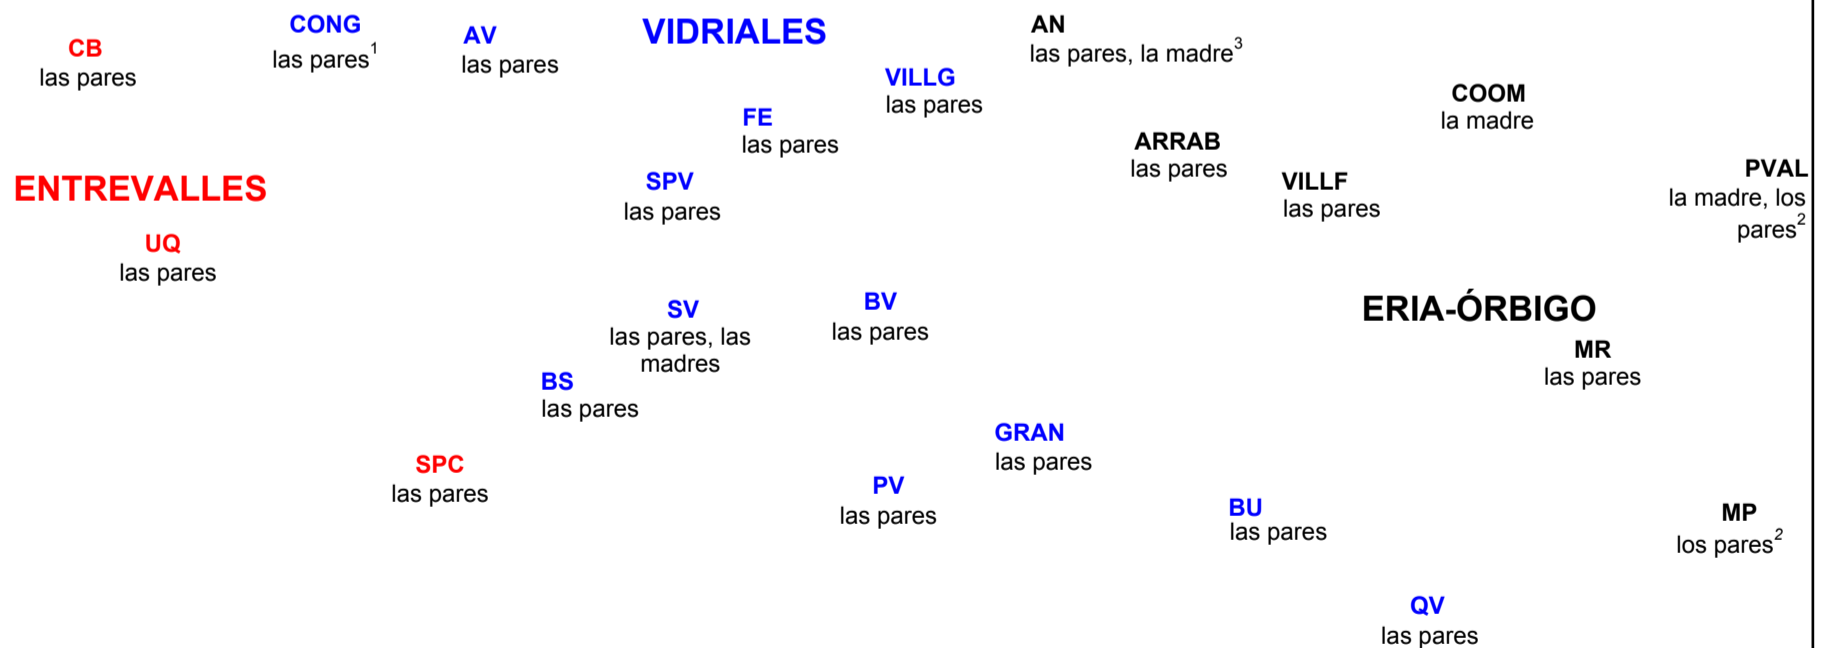 CONG
las pares¹
AV
las pares
VIDRIALES
AN
las pares, la madre³
CB
las pares
VILLG
las pares
COOM
la madre
FE
las pares
ARRAB
las pares
PVAL
la madre, los
pares²
ENTREVALLES
SPV
las pares
VILLF
las pares
UQ
las pares
SV
las pares, las
madres
BV
las pares
ERIA-ÓRBIGO
MR
las pares
BS
las pares
GRAN
las pares
SPC
las pares
PV
las pares
BU
las pares
MP
los pares²
QV
las pares